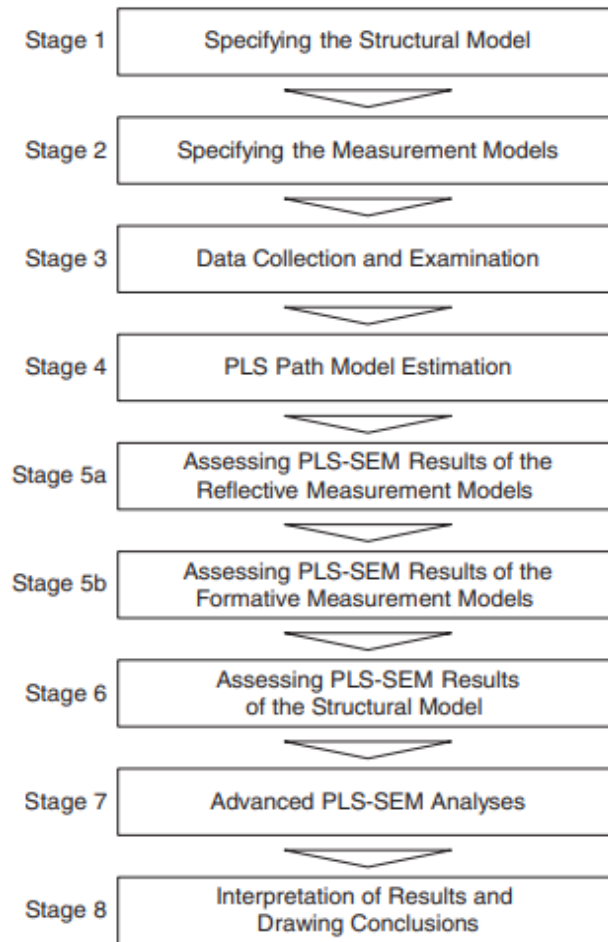 Stage 1 Specifying the Structural Model
Stage 2 Specifying the Measurement Models
Stage 3 Data Collection and Examination
Stage 4 PLS Path Model Estimation
Stage 5a Assessing PLS-SEM Results of the
Reflective Measurement Models
Stage 5b Assessing PLS-SEM Results of the
Formative Measurement Models
Stage 6 Assessing PLS-SEM Results
of the Structural Model
Stage 7 Advanced PLS-SEM Analyses
Stage 8 Interpretation of Results and
Drawing Conclusions